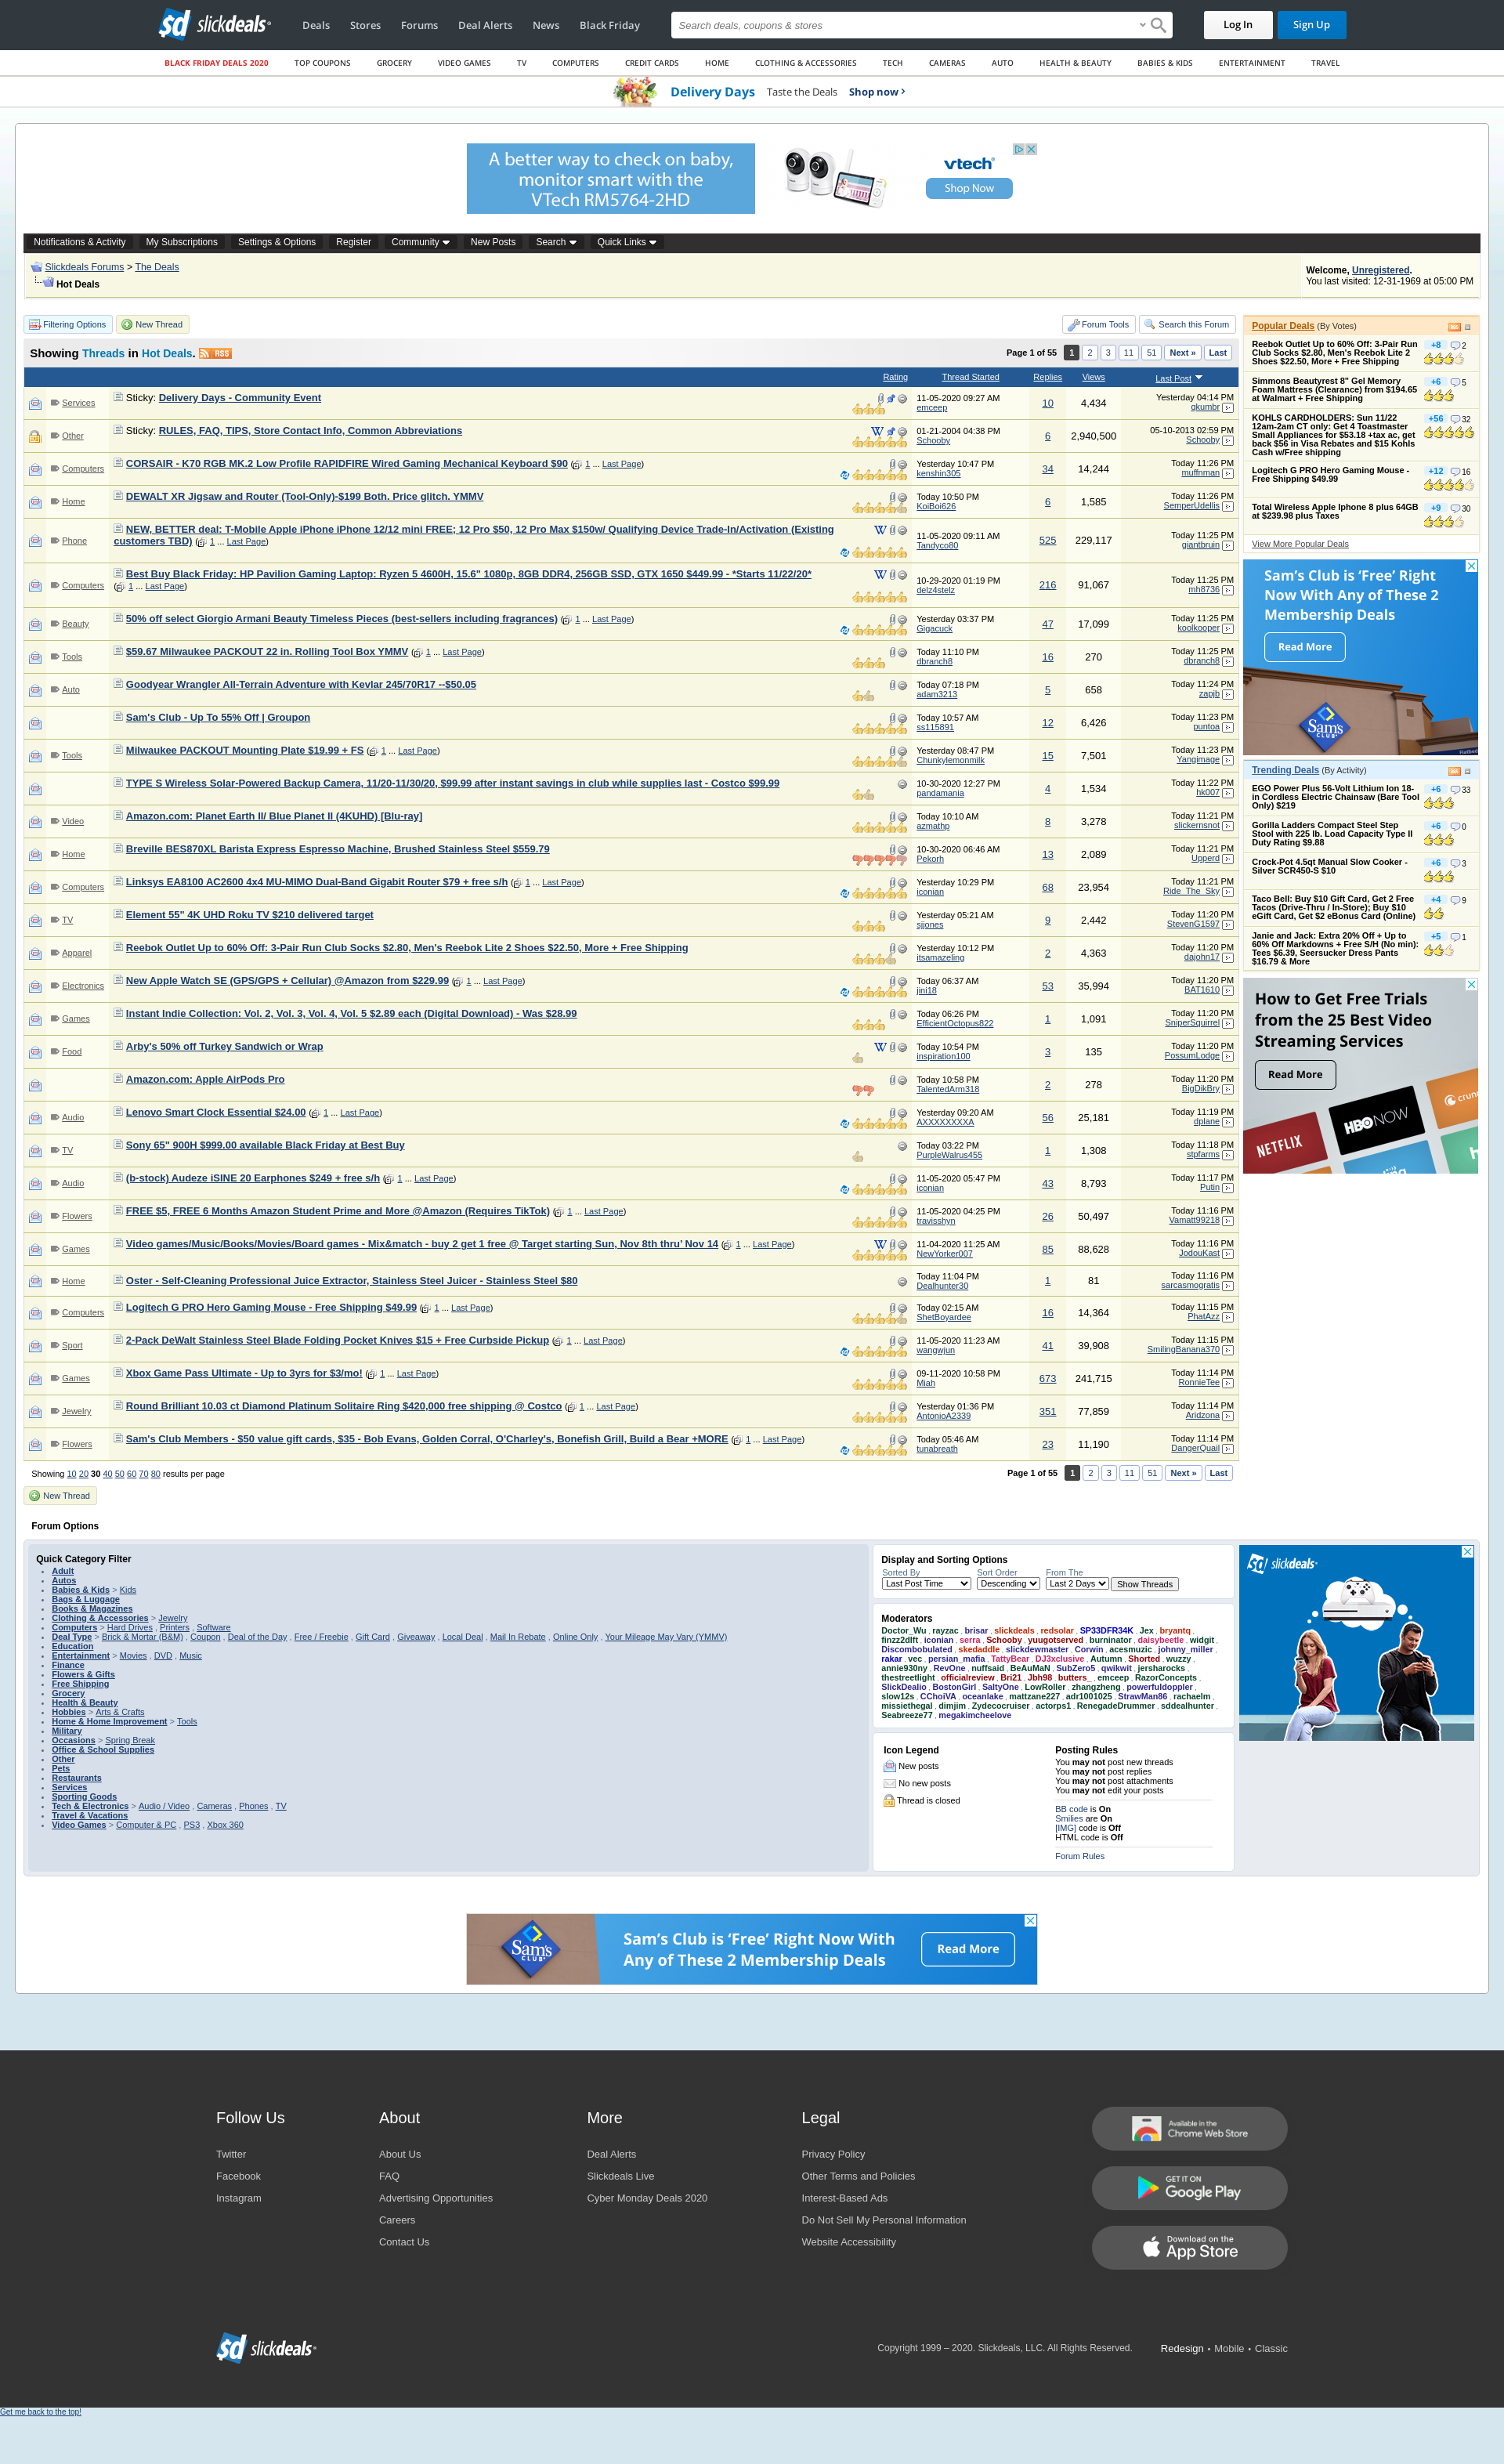 sd slickdeals
Deals Stores Forums Deal Alerts News Black Friday
Search deals, coupons & stores
Log In
Sign Up
BLACK FRIDAY DEALS 2020 TOP COUPONS GROCERY VIDEO GAMES TV COMPUTERS CREDIT CARDS HOME CLOTHING & ACCESSORIES TECH CAMERAS AUTO HEALTH & BEAUTY BABIES & KIDS ENTERTAINMENT TRAVEL
Delivery Days Taste the Deals Shop now
A better way to check on baby,
monitor smart with the
VTech RM5764-2HD
vtech
Shop Now
Notifications & Activity My Subscriptions Settings & Options Register Community New Posts Search Quick Links
Slickdeals Forums > The Deals
Hot Deals
Welcome, Unregistered.
You last visited: 12-31-1969 at 05:00 PM
Filtering Options New Thread
Forum Tools Search this Forum
Showing Threads in Hot Deals. RSS
Page 1 of 55 1 2 3 11 51 Next » Last
Rating Thread Started Replies Views Last Post
Services Sticky: Delivery Days - Community Event 11-05-2020 09:27 AM emceep 10 4,434 Yesterday 04:14 PM qkumbr
Other Sticky: RULES, FAQ, TIPS, Store Contact Info, Common Abbreviations 01-21-2004 04:38 PM Schooby 6 2,940,500 05-10-2013 02:59 PM Schooby
Computers CORSAIR - K70 RGB MK.2 Low Profile RAPIDFIRE Wired Gaming Mechanical Keyboard $90 (1 ... Last Page) Yesterday 10:47 PM kenshin305 34 14,244 Today 11:26 PM muffnman
Home DEWALT XR Jigsaw and Router (Tool-Only)-$199 Both. Price glitch. YMMV Today 10:50 PM KoiBoi626 6 1,585 Today 11:26 PM SemperUdellis
Phone NEW, BETTER deal: T-Mobile Apple iPhone iPhone 12/12 mini FREE; 12 Pro $50, 12 Pro Max $150w/ Qualifying Device Trade-In/Activation (Existing customers TBD) (1 ... Last Page) 11-05-2020 09:11 AM Tandyco80 525 229,117 Today 11:25 PM giantbruin
Computers Best Buy Black Friday: HP Pavilion Gaming Laptop: Ryzen 5 4600H, 15.6" 1080p, 8GB DDR4, 256GB SSD, GTX 1650 $449.99 - *Starts 11/22/20* (1 ... Last Page) 10-29-2020 01:19 PM delz4stelz 216 91,067 Today 11:25 PM mh8736
Beauty 50% off select Giorgio Armani Beauty Timeless Pieces (best-sellers including fragrances) (1 ... Last Page) Yesterday 03:37 PM Gigacuck 47 17,099 Today 11:25 PM koolkooper
Tools $59.67 Milwaukee PACKOUT 22 in. Rolling Tool Box YMMV (1 ... Last Page) Today 11:10 PM dbranch8 16 270 Today 11:25 PM dbranch8
Auto Goodyear Wrangler All-Terrain Adventure with Kevlar 245/70R17 --$50.05 Today 07:18 PM adam3213 5 658 Today 11:24 PM zapjb
Sam's Club - Up To 55% Off | Groupon Today 10:57 AM ss115891 12 6,426 Today 11:23 PM puntoa
Tools Milwaukee PACKOUT Mounting Plate $19.99 + FS (1 ... Last Page) Yesterday 08:47 PM Chunkylemonmilk 15 7,501 Today 11:23 PM Yangimage
TYPE S Wireless Solar-Powered Backup Camera, 11/20-11/30/20, $99.99 after instant savings in club while supplies last - Costco $99.99 10-30-2020 12:27 PM pandamania 4 1,534 Today 11:22 PM hk007
Video Amazon.com: Planet Earth II/ Blue Planet II (4KUHD) [Blu-ray] Today 10:10 AM azmathp 8 3,278 Today 11:21 PM slickernsnot
Home Breville BES870XL Barista Express Espresso Machine, Brushed Stainless Steel $559.79 10-30-2020 06:46 AM Pekorh 13 2,089 Today 11:21 PM Upperd
Computers Linksys EA8100 AC2600 4x4 MU-MIMO Dual-Band Gigabit Router $79 + free s/h (1 ... Last Page) Yesterday 10:29 PM iconian 68 23,954 Today 11:21 PM Ride_The_Sky
TV Element 55" 4K UHD Roku TV $210 delivered target Yesterday 05:21 AM sjjones 9 2,442 Today 11:20 PM StevenG1597
Apparel Reebok Outlet Up to 60% Off: 3-Pair Run Club Socks $2.80, Men's Reebok Lite 2 Shoes $22.50, More + Free Shipping Yesterday 10:12 PM itsamazeling 2 4,363 Today 11:20 PM dajohn17
Electronics New Apple Watch SE (GPS/GPS + Cellular) @Amazon from $229.99 (1 ... Last Page) Today 06:37 AM jini18 53 35,994 Today 11:20 PM BAT1610
Games Instant Indie Collection: Vol. 2, Vol. 3, Vol. 4, Vol. 5 $2.89 each (Digital Download) - Was $28.99 Today 06:26 PM EfficientOctopus822 1 1,091 Today 11:20 PM SniperSquirrel
Food Arby's 50% off Turkey Sandwich or Wrap Today 10:54 PM inspiration100 3 135 Today 11:20 PM PossumLodge
Amazon.com: Apple AirPods Pro Today 10:58 PM TalentedArm318 2 278 Today 11:20 PM BigDikBry
Audio Lenovo Smart Clock Essential $24.00 (1 ... Last Page) Yesterday 09:20 AM AXXXXXXXXA 56 25,181 Today 11:19 PM dplane
TV Sony 65" 900H $999.00 available Black Friday at Best Buy Today 03:22 PM PurpleWalrus455 1 1,308 Today 11:18 PM stpfarms
Audio (b-stock) Audeze iSINE 20 Earphones $249 + free s/h (1 ... Last Page) 11-05-2020 05:47 PM iconian 43 8,793 Today 11:17 PM Putin
Flowers FREE $5, FREE 6 Months Amazon Student Prime and More @Amazon (Requires TikTok) (1 ... Last Page) 11-05-2020 04:25 PM travisshyn 26 50,497 Today 11:16 PM Vamatt99218
Games Video games/Music/Books/Movies/Board games - Mix&match - buy 2 get 1 free @ Target starting Sun, Nov 8th thru' Nov 14 (1 ... Last Page) 11-04-2020 11:25 AM NewYorker007 85 88,628 Today 11:16 PM JodouKast
Home Oster - Self-Cleaning Professional Juice Extractor, Stainless Steel Juicer - Stainless Steel $80 Today 11:04 PM Dealhunter30 1 81 Today 11:16 PM sarcasmogratis
Computers Logitech G PRO Hero Gaming Mouse - Free Shipping $49.99 (1 ... Last Page) Today 02:15 AM ShetBoyardee 16 14,364 Today 11:15 PM PhatAzz
Sport 2-Pack DeWalt Stainless Steel Blade Folding Pocket Knives $15 + Free Curbside Pickup (1 ... Last Page) 11-05-2020 11:23 AM wangwjun 41 39,908 Today 11:15 PM SmilingBanana370
Games Xbox Game Pass Ultimate - Up to 3yrs for $3/mo! (1 ... Last Page) 09-11-2020 10:58 PM Miah 673 241,715 Today 11:14 PM RonnieTee
Jewelry Round Brilliant 10.03 ct Diamond Platinum Solitaire Ring $420,000 free shipping @ Costco (1 ... Last Page) Yesterday 01:36 PM AntonioA2339 351 77,859 Today 11:14 PM Aridzona
Flowers Sam's Club Members - $50 value gift cards, $35 - Bob Evans, Golden Corral, O'Charley's, Bonefish Grill, Build a Bear +MORE (1 ... Last Page) Today 05:46 AM tunabreath 23 11,190 Today 11:14 PM DangerQuail
Showing 10 20 30 40 50 60 70 80 results per page
Page 1 of 55 1 2 3 11 51 Next » Last
New Thread
Popular Deals (By Votes)
Reebok Outlet Up to 60% Off: 3-Pair Run Club Socks $2.80, Men's Reebok Lite 2 Shoes $22.50, More + Free Shipping +8 2
Simmons Beautyrest 8" Gel Memory Foam Mattress (Clearance) from $194.65 at Walmart + Free Shipping +6 5
KOHLS CARDHOLDERS: Sun 11/22 12am-2am CT only: Get 4 Toastmaster Small Appliances for $53.18 +tax ac, get back $56 in Visa Rebates and $15 Kohls Cash w/Free shipping +56 32
Logitech G PRO Hero Gaming Mouse - Free Shipping $49.99 +12 16
Total Wireless Apple Iphone 8 plus 64GB at $239.98 plus Taxes +9 30
View More Popular Deals
Sam's Club is 'Free' Right
Now With Any of These 2
Membership Deals
Read More
Sam's CLUB
Trending Deals (By Activity)
EGO Power Plus 56-Volt Lithium Ion 18-in Cordless Electric Chainsaw (Bare Tool Only) $219 +6 33
Gorilla Ladders Compact Steel Step Stool with 225 lb. Load Capacity Type II Duty Rating $9.88 +6 0
Crock-Pot 4.5qt Manual Slow Cooker - Silver SCR450-S $10 +6 3
Taco Bell: Buy $10 Gift Card, Get 2 Free Tacos (Drive-Thru / In-Store); Buy $10 eGift Card, Get $2 eBonus Card (Online) +4 9
Janie and Jack: Extra 20% Off + Up to 60% Off Markdowns + Free S/H (No min): Tees $6.39, Seersucker Dress Pants $16.79 & More +5 1
How to Get Free Trials
from the 25 Best Video
Streaming Services
Read More
NETFLIX HBO NOW crunc
Forum Options
Quick Category Filter
Adult
Autos
Babies & Kids > Kids
Bags & Luggage
Books & Magazines
Clothing & Accessories > Jewelry
Computers > Hard Drives , Printers , Software
Deal Type > Brick & Mortar (B&M) , Coupon , Deal of the Day , Free / Freebie , Gift Card , Giveaway , Local Deal , Mail In Rebate , Online Only , Your Mileage May Vary (YMMV)
Education
Entertainment > Movies , DVD , Music
Finance
Flowers & Gifts
Free Shipping
Grocery
Health & Beauty
Hobbies > Arts & Crafts
Home & Home Improvement > Tools
Military
Occasions > Spring Break
Office & School Supplies
Other
Pets
Restaurants
Services
Sporting Goods
Tech & Electronics > Audio / Video , Cameras , Phones , TV
Travel & Vacations
Video Games > Computer & PC , PS3 , Xbox 360
Display and Sorting Options
Sorted By Sort Order From The
Last Post Time Descending Last 2 Days Show Threads
Moderators
Doctor_Wu , rayzac , brisar , slickdeals , redsolar , SP33DFR34K , Jex , bryantq ,
finzz2dlft , iconian , serra , Schooby , yuugotserved , burninator , daisybeetle , widgit ,
Discombobulated , skedaddle , slickdewmaster , Corwin , acesmuzic , johnny_miller ,
rakar , vec , persian_mafia , TattyBear , DJ3xclusive , Autumn , Shorted , wuzzy ,
annie930ny , RevOne , nuffsaid , BeAuMaN , SubZero5 , qwikwit , jersharocks ,
thestreetlight , officialreview , Bri21 , Jbh98 , butters_ , emceep , RazorConcepts ,
SlickDealio , BostonGirl , SaltyOne , LowRoller , zhangzheng , powerfuldoppler ,
slow12s , CChoiVA , oceanlake , mattzane227 , adr1001025 , StrawMan86 , rachaelm ,
missiethegal , dimjim , Zydecocruiser , actorps1 , RenegadeDrummer , sddealhunter ,
Seabreeze77 , megakimcheelove
Icon Legend
New posts
No new posts
Thread is closed
Posting Rules
You may not post new threads
You may not post replies
You may not post attachments
You may not edit your posts
BB code is On
Smilies are On
[IMG] code is Off
HTML code is Off
Forum Rules
sd slickdeals
Sam's CLUB
Sam's Club is 'Free' Right Now With
Any of These 2 Membership Deals
Read More
Follow Us
Twitter
Facebook
Instagram
About
About Us
FAQ
Advertising Opportunities
Careers
Contact Us
More
Deal Alerts
Slickdeals Live
Cyber Monday Deals 2020
Legal
Privacy Policy
Other Terms and Policies
Interest-Based Ads
Do Not Sell My Personal Information
Website Accessibility
Available in the
Chrome Web Store
GET IT ON
Google Play
Download on the
App Store
sd slickdeals
Copyright 1999 – 2020. Slickdeals, LLC. All Rights Reserved.
Redesign • Mobile • Classic
Get me back to the top!